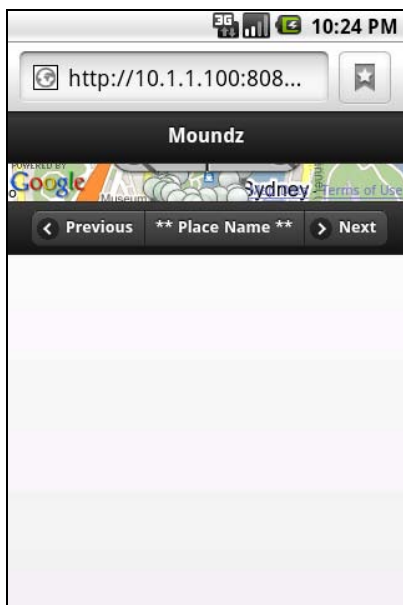 3G 10:24 PM
http://10.1.1.100:808...
Moundz
POWERED BY
Google
Museum
Sydney
Terms of Use
Previous ** Place Name ** Next